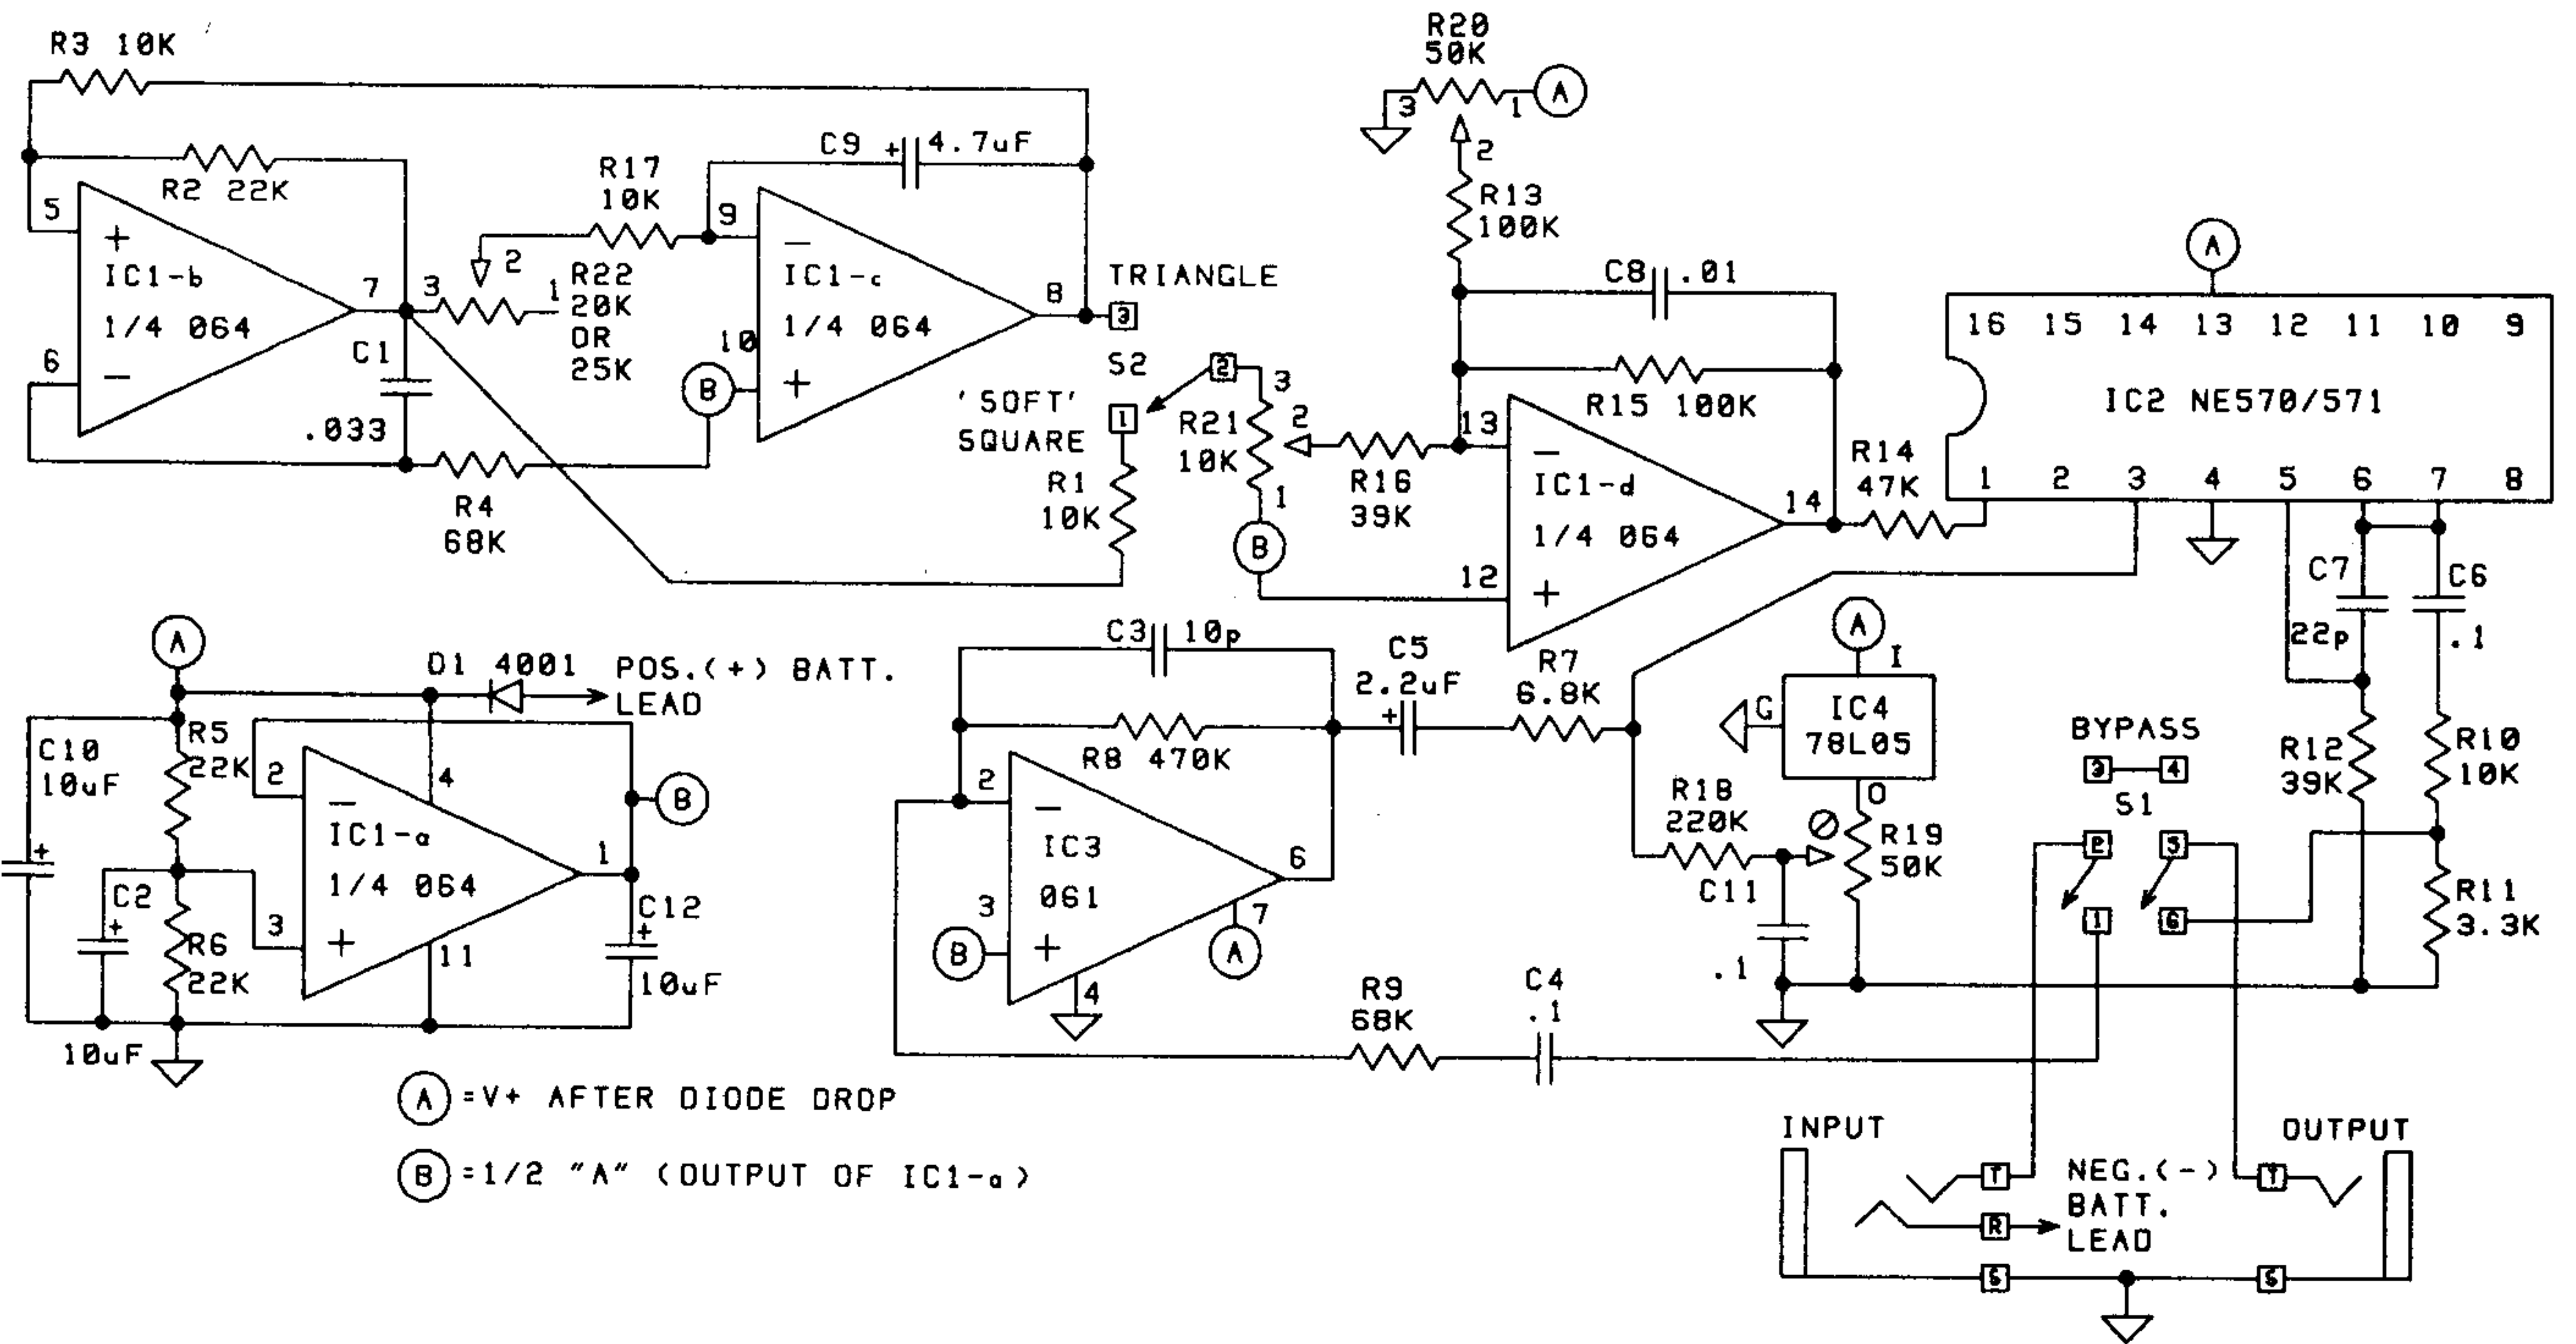 R3 10K
R2 22K
5
+
IC1-b
1/4 064
6
-
7
C1
.033
R4
68K
R17
10K
3
2
1
R22
20K
OR
25K
C9
+
4.7uF
9
-
IC1-c
1/4 064
10
B
+
8
TRIANGLE
3
S2
2
'SOFT'
SQUARE
1
R1
10K
3
R21
10K
2
1
B
R16
39K
R20
50K
3
1
A
2
R13
100K
C8
.01
R15 100K
13
-
IC1-d
1/4 064
12
+
14
R14
47K
A
16 15 14 13 12 11 10 9
IC2 NE570/571
1 2 3 4 5 6 7 8
C7
22p
C6
.1
A
D1 4001
POS.(+) BATT.
LEAD
C10
10uF
+
R5
22K
2
-
4
IC1-a
1/4 064
1
B
C2
+
10uF
R6
22K
3
+
11
C12
+
10uF
C3
10p
R8 470K
2
-
IC3
061
3
B
+
4
6
7
A
C5
2.2uF
+
R7
6.8K
A
I
G
IC4
78L05
O
R18
220K
C11
.1
R19
50K
R9
68K
C4
.1
BYPASS
3 4
S1
2 5
1 6
R12
39K
R10
10K
R11
3.3K
A =V+ AFTER DIODE DROP
B =1/2 "A" (OUTPUT OF IC1-a)
INPUT
OUTPUT
T
R
S
NEG.(-)
BATT.
LEAD
T
S